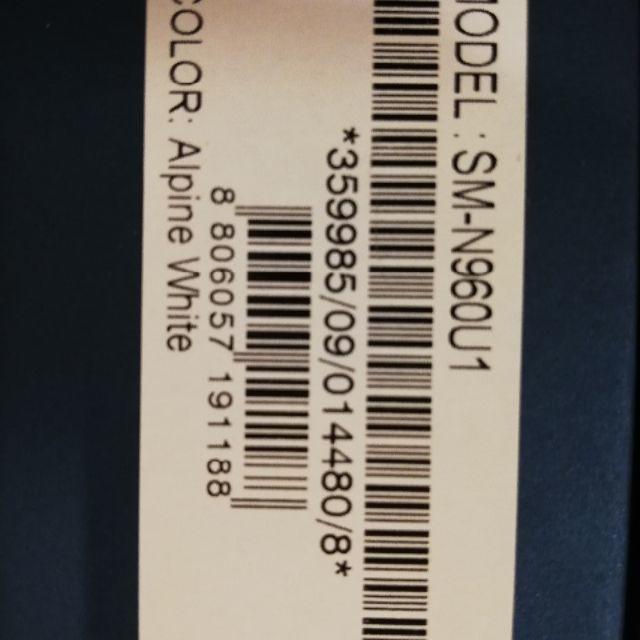 MODEL : SM-N960U1
*359985/09/014480/8*
8 806057 191188
COLOR: Alpine White